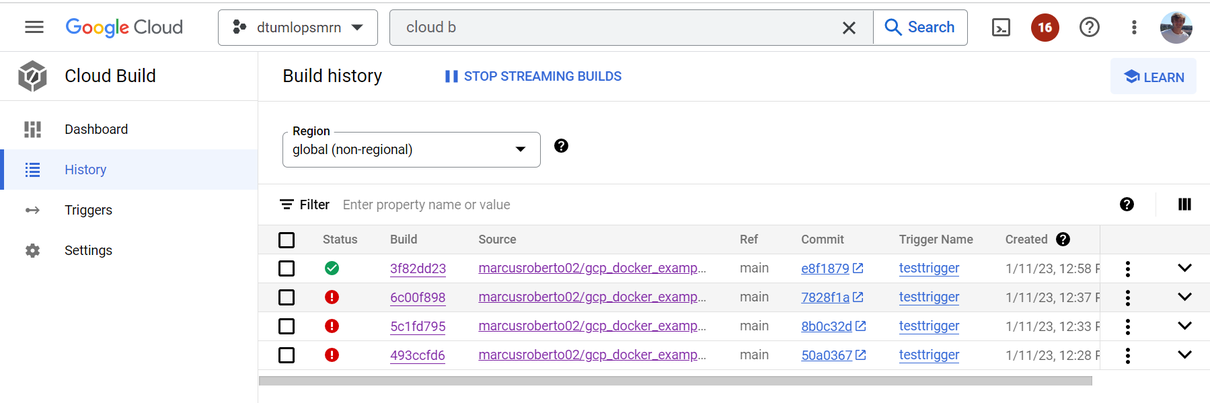 Google Cloud dtumlopsmrn cloud b Search 16
Cloud Build
Build history STOP STREAMING BUILDS LEARN
Dashboard
History
Triggers
Settings
Region
global (non-regional)
Filter Enter property name or value
Status Build Source Ref Commit Trigger Name Created
3f82dd23 marcusroberto02/gcp_docker_examp... main e8f1879 testtrigger 1/11/23, 12:58 P
6c00f898 marcusroberto02/gcp_docker_examp... main 7828f1a testtrigger 1/11/23, 12:37 P
5c1fd795 marcusroberto02/gcp_docker_examp... main 8b0c32d testtrigger 1/11/23, 12:33 P
493ccfd6 marcusroberto02/gcp_docker_examp... main 50a0367 testtrigger 1/11/23, 12:28 P